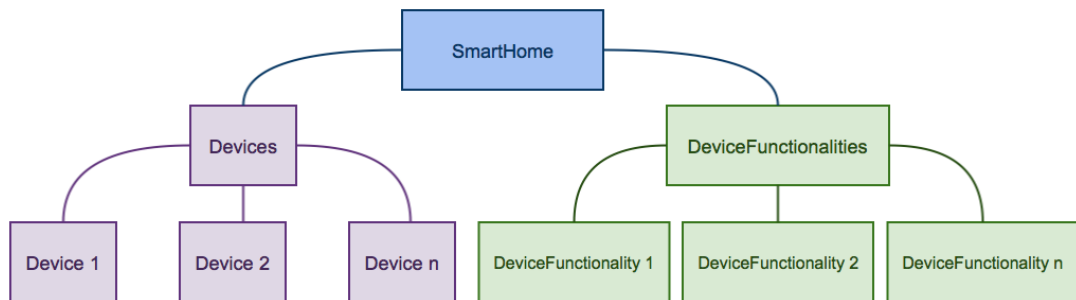 SmartHome
Devices
DeviceFunctionalities
Device 1
Device 2
Device n
DeviceFunctionality 1
DeviceFunctionality 2
DeviceFunctionality n